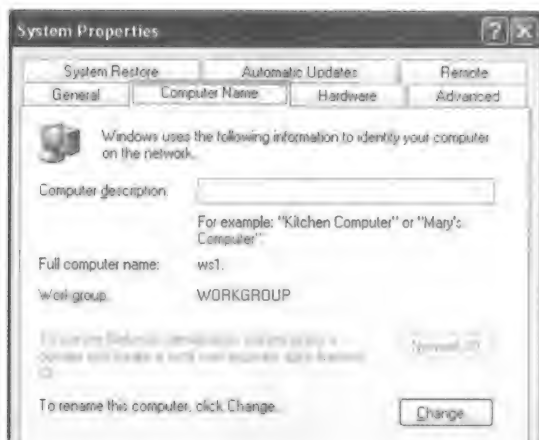 System Properties
System Restore Automatic Updates Remote
General Computer Name Hardware Advanced
Windows uses the following information to identify your computer
on the network.
Computer description:
For example: "Kitchen Computer" or "Mary's
Computer".
Full computer name: ws1.
Workgroup: WORKGROUP
To rename this computer, click Change.
Change